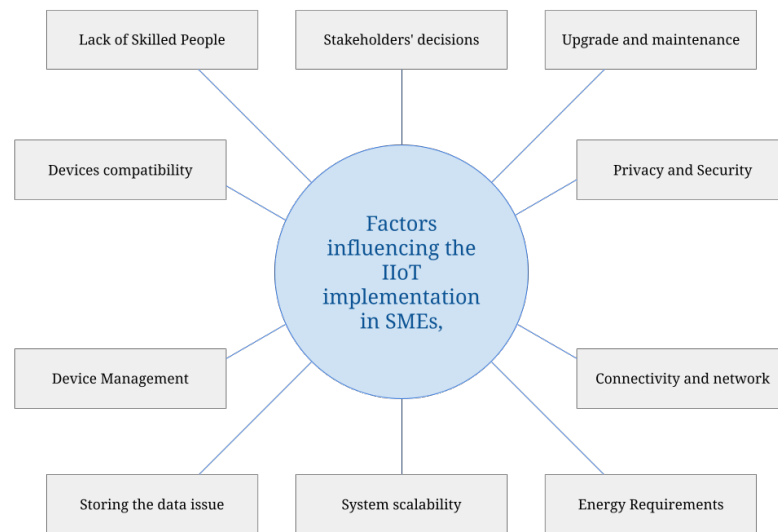 Lack of Skilled People
Stakeholders' decisions
Upgrade and maintenance
Devices compatibility
Privacy and Security
Factors
influencing the
IIoT
implementation
in SMEs,
Device Management
Connectivity and network
Storing the data issue
System scalability
Energy Requirements